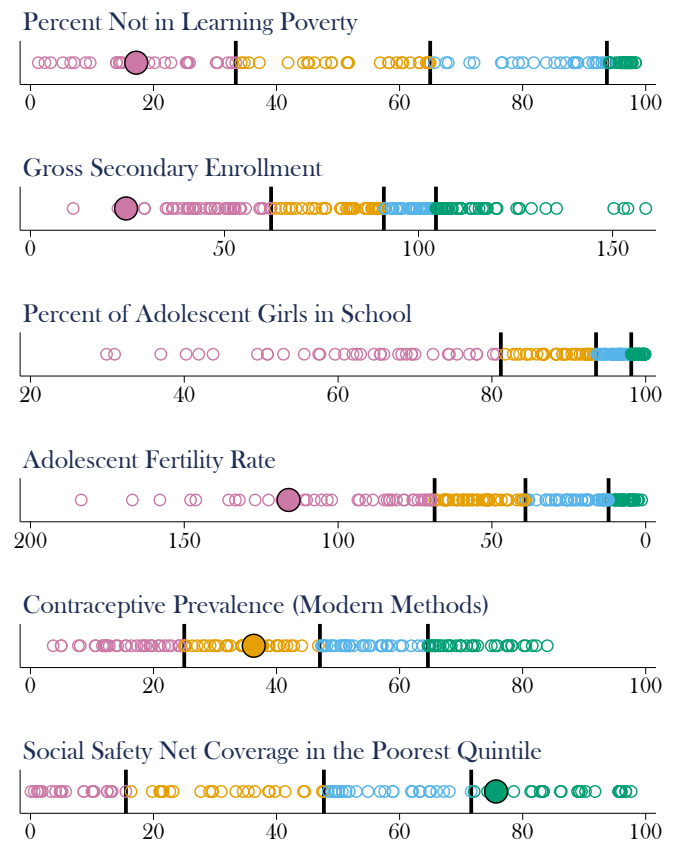 Percent Not in Learning Poverty
0 20 40 60 80 100
Gross Secondary Enrollment
0 50 100 150
Percent of Adolescent Girls in School
20 40 60 80 100
Adolescent Fertility Rate
200 150 100 50 0
Contraceptive Prevalence (Modern Methods)
0 20 40 60 80 100
Social Safety Net Coverage in the Poorest Quintile
0 20 40 60 80 100